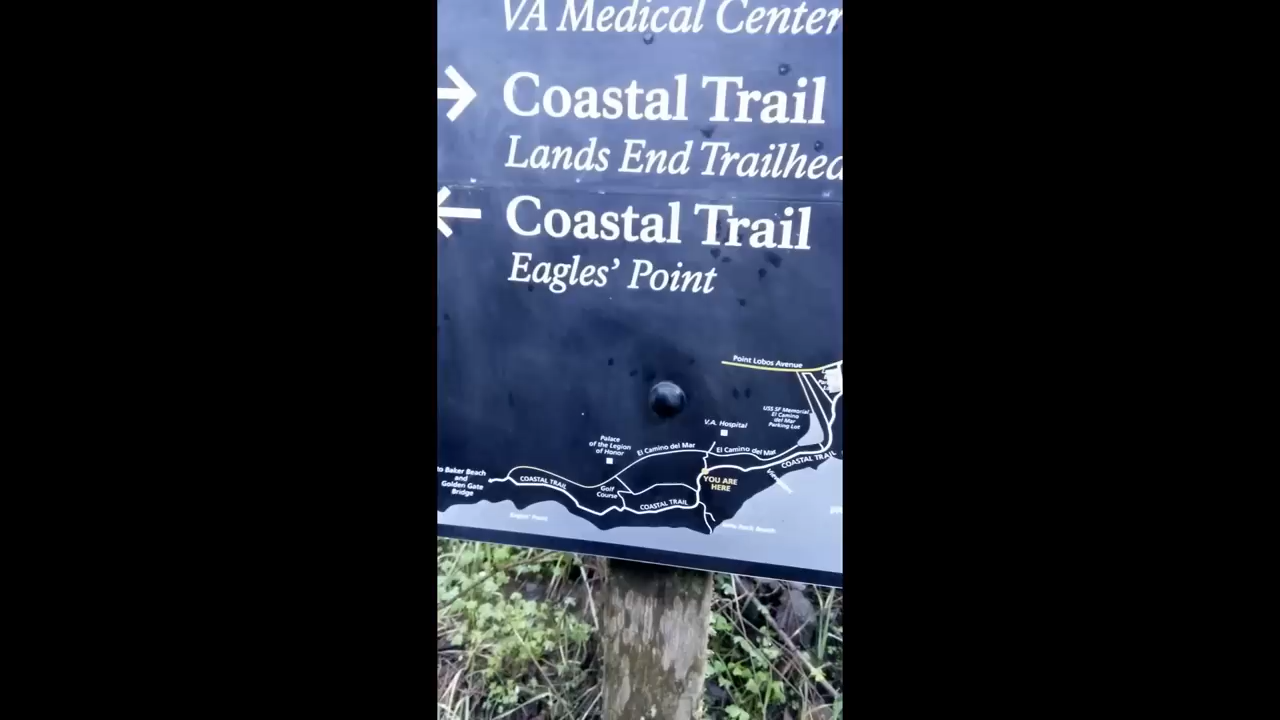 VA Medical Center
→ Coastal Trail
Lands End Trailhea
← Coastal Trail
Eagles' Point
Point Lobos Avenue
USS SF Memorial
El Camino
del Mar
Parking Lot
V.A. Hospital
Palace
of the Legion
of Honor
El Camino del Mar
El Camino del Mar
COASTAL TRAIL
to Baker Beach
and
Golden Gate
Bridge
COASTAL TRAIL
Golf
Course
COASTAL TRAIL
YOU ARE
HERE
Eagles' Point
Beach